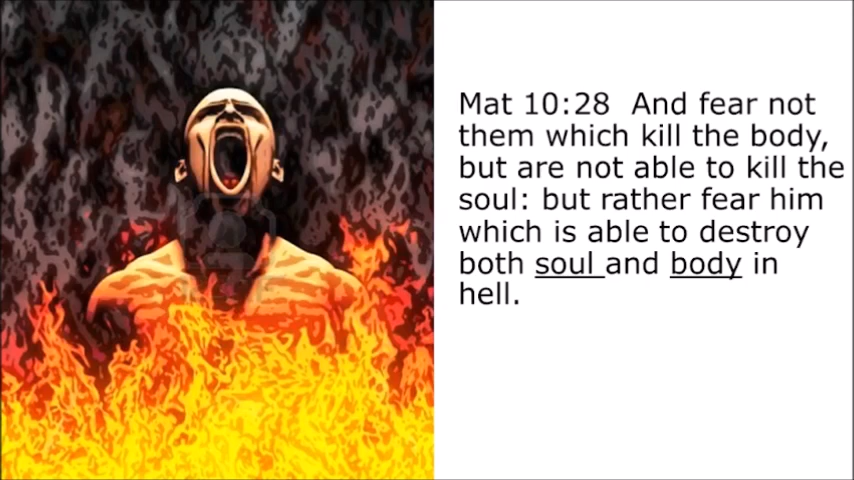 Mat 10:28  And fear not
them which kill the body,
but are not able to kill the
soul: but rather fear him
which is able to destroy
both soul and body in
hell.